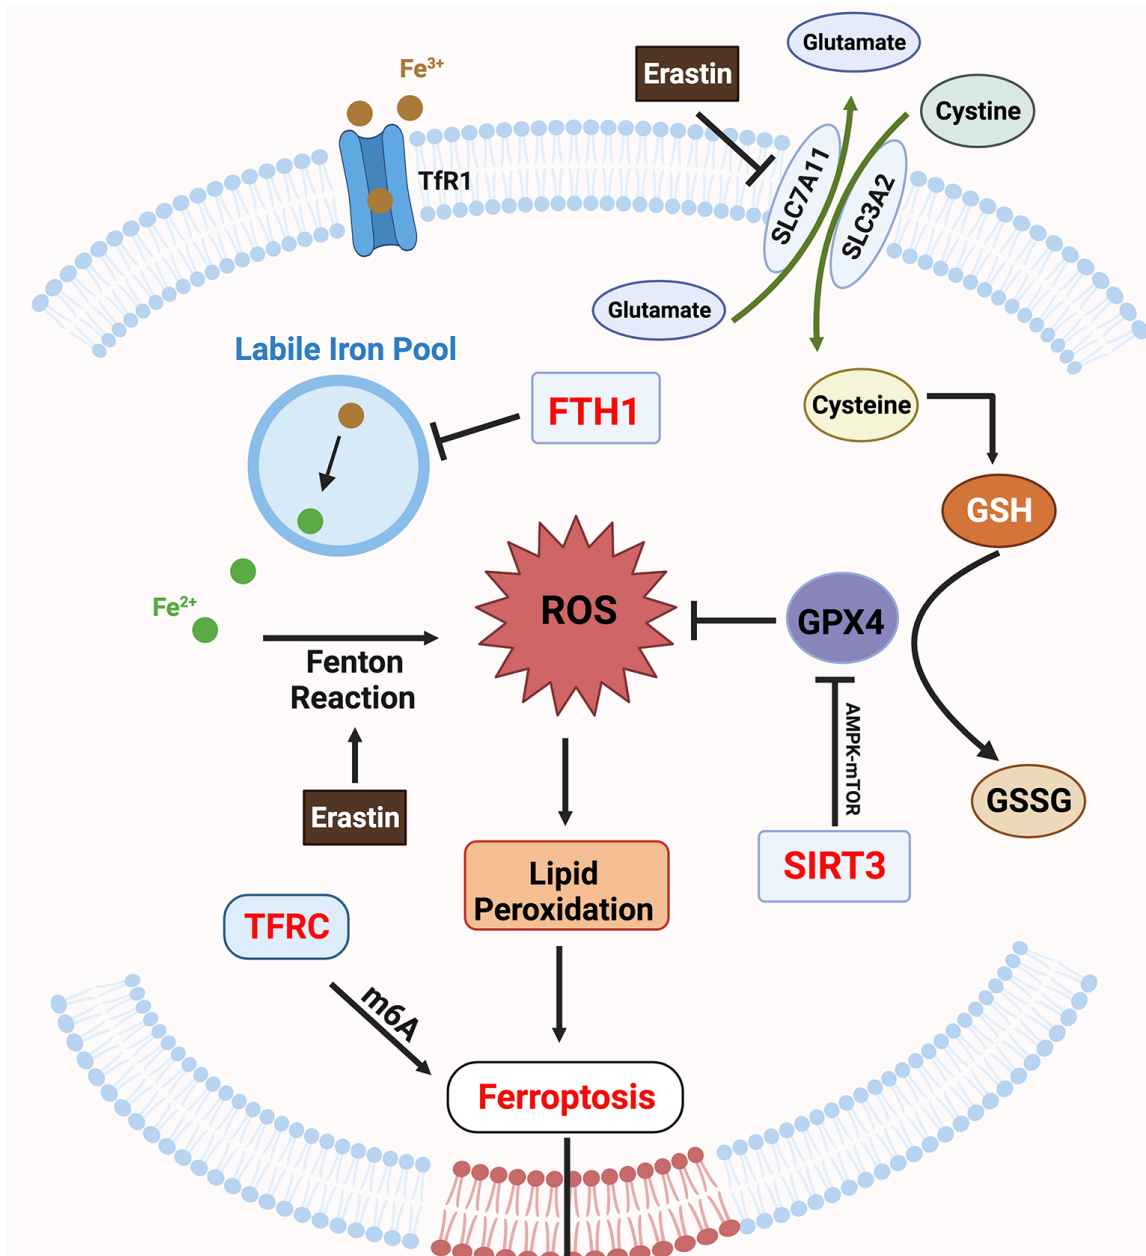 Glutamate
Fe³⁺
Erastin
Cystine
TfR1
SLC7A11
SLC3A2
Glutamate
Labile Iron Pool
FTH1
Cysteine
GSH
Fe²⁺
ROS
GPX4
Fenton
Reaction
AMPK-mTOR
Erastin
GSSG
Lipid
Peroxidation
SIRT3
TFRC
m6A
Ferroptosis